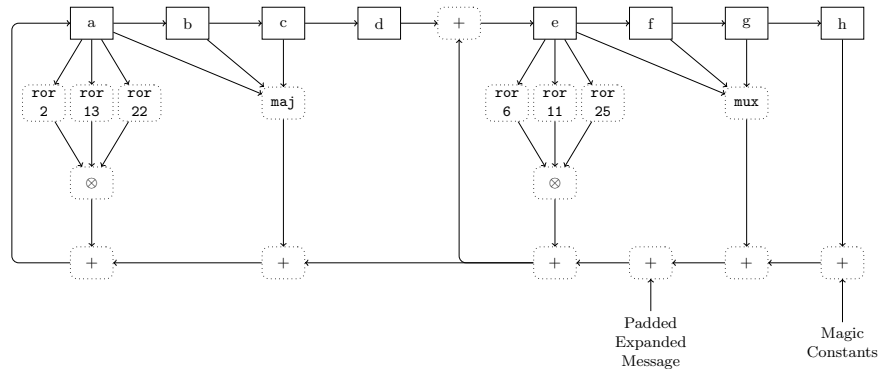 a b c d + e f g h
ror ror ror maj ror ror ror mux
2 13 22 6 11 25
⊗ ⊗
+ + + + + +
Padded
Expanded
Message
Magic
Constants